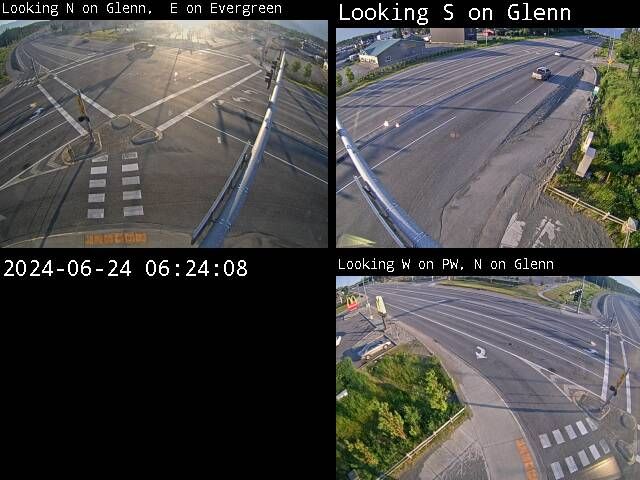 Looking N on Glenn,  E on Evergreen
Looking S on Glenn
2024-06-24 06:24:08
Looking W on PW, N on Glenn